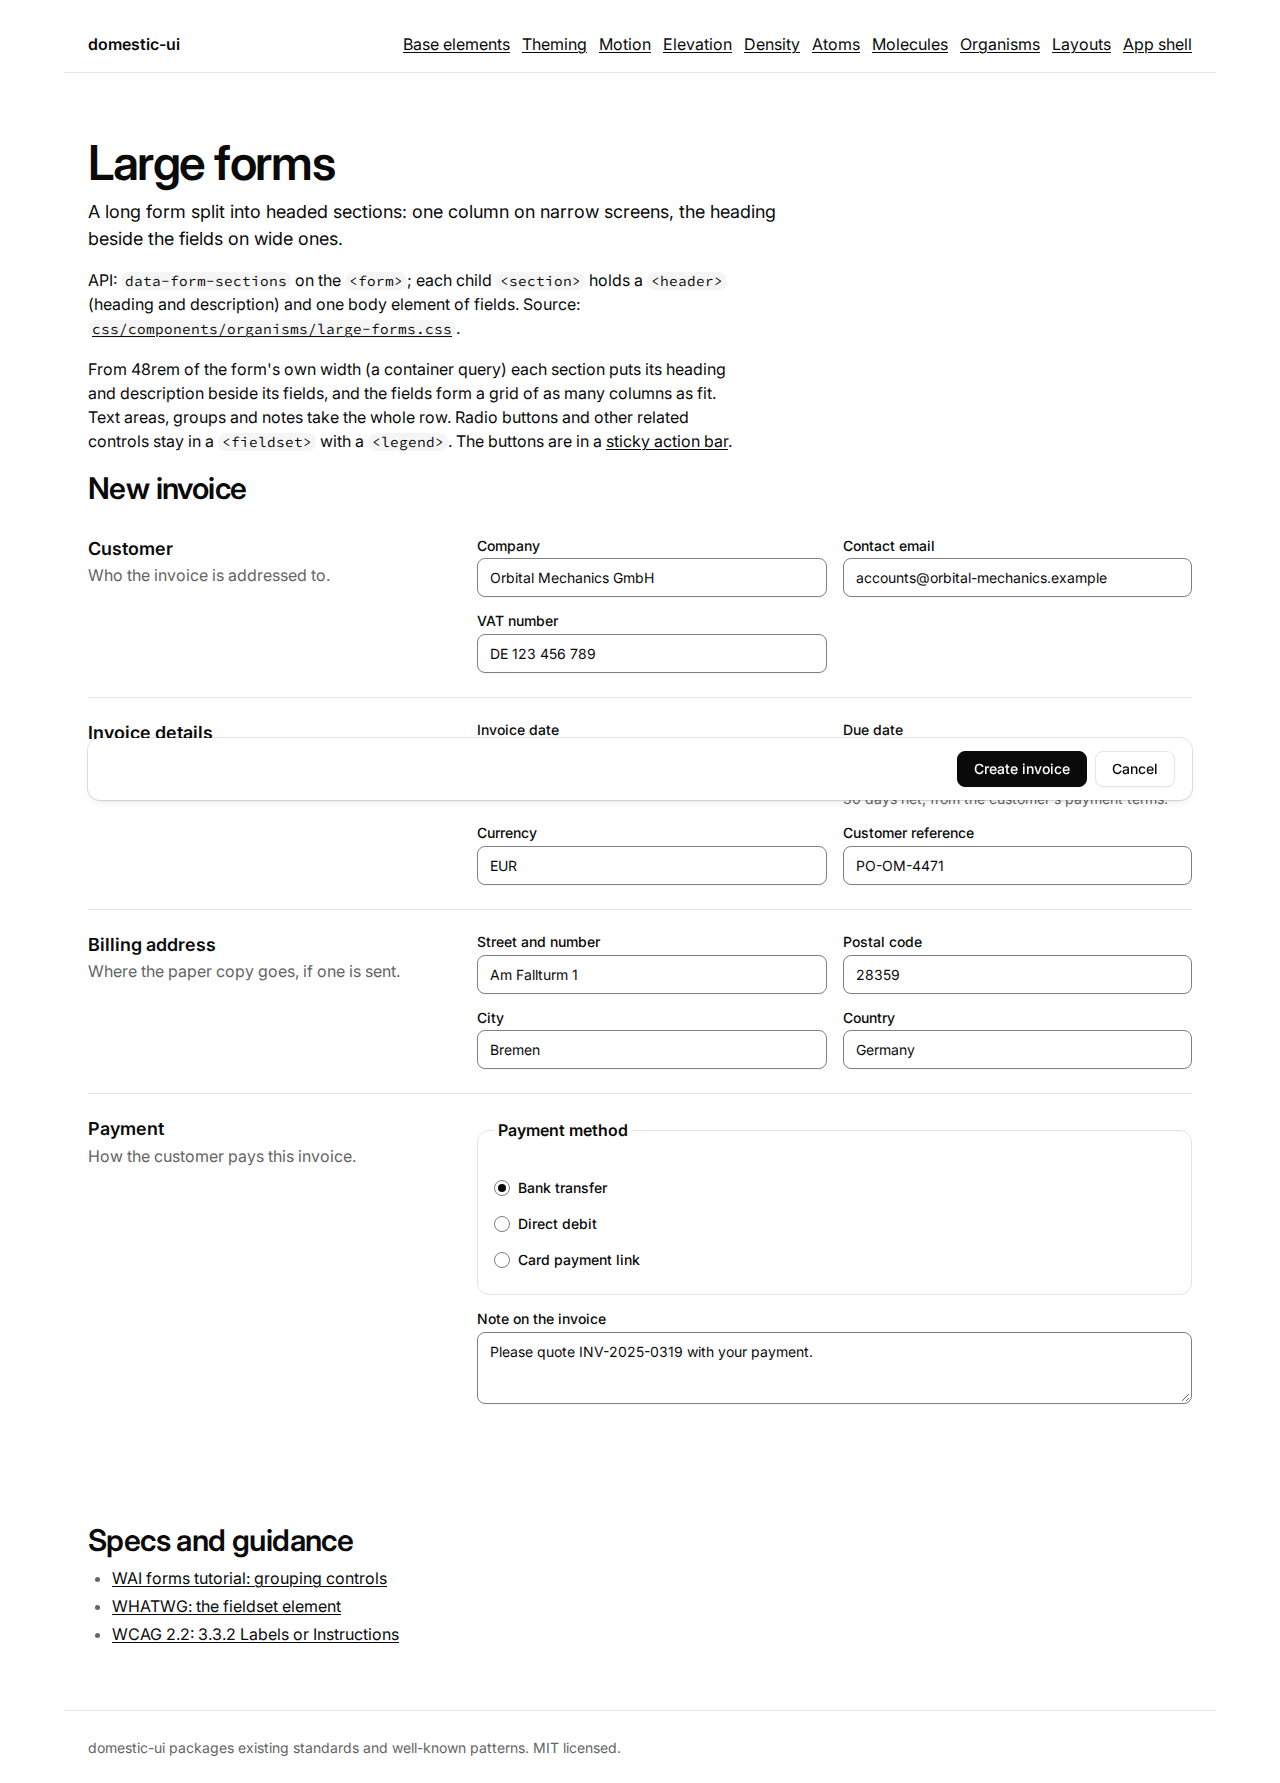 domestic-ui
Base elements Theming Motion Elevation Density Atoms Molecules Organisms Layouts App shell
Large forms
A long form split into headed sections: one column on narrow screens, the heading
beside the fields on wide ones.
API: data-form-sections on the <form>; each child <section> holds a <header>
(heading and description) and one body element of fields. Source:
css/components/organisms/large-forms.css.
From 48rem of the form's own width (a container query) each section puts its heading
and description beside its fields, and the fields form a grid of as many columns as fit.
Text areas, groups and notes take the whole row. Radio buttons and other related
controls stay in a <fieldset> with a <legend>. The buttons are in a sticky action bar.
New invoice
Customer
Who the invoice is addressed to.
Company
Contact email
Orbital Mechanics GmbH
accounts@orbital-mechanics.example
VAT number
DE 123 456 789
Invoice details
Invoice date
Due date
Create invoice
Cancel
30 days net, from the customer's payment terms.
Currency
Customer reference
EUR
PO-OM-4471
Billing address
Where the paper copy goes, if one is sent.
Street and number
Postal code
Am Fallturm 1
28359
City
Country
Bremen
Germany
Payment
How the customer pays this invoice.
Payment method
Bank transfer
Direct debit
Card payment link
Note on the invoice
Please quote INV-2025-0319 with your payment.
Specs and guidance
WAI forms tutorial: grouping controls
WHATWG: the fieldset element
WCAG 2.2: 3.3.2 Labels or Instructions
domestic-ui packages existing standards and well-known patterns. MIT licensed.